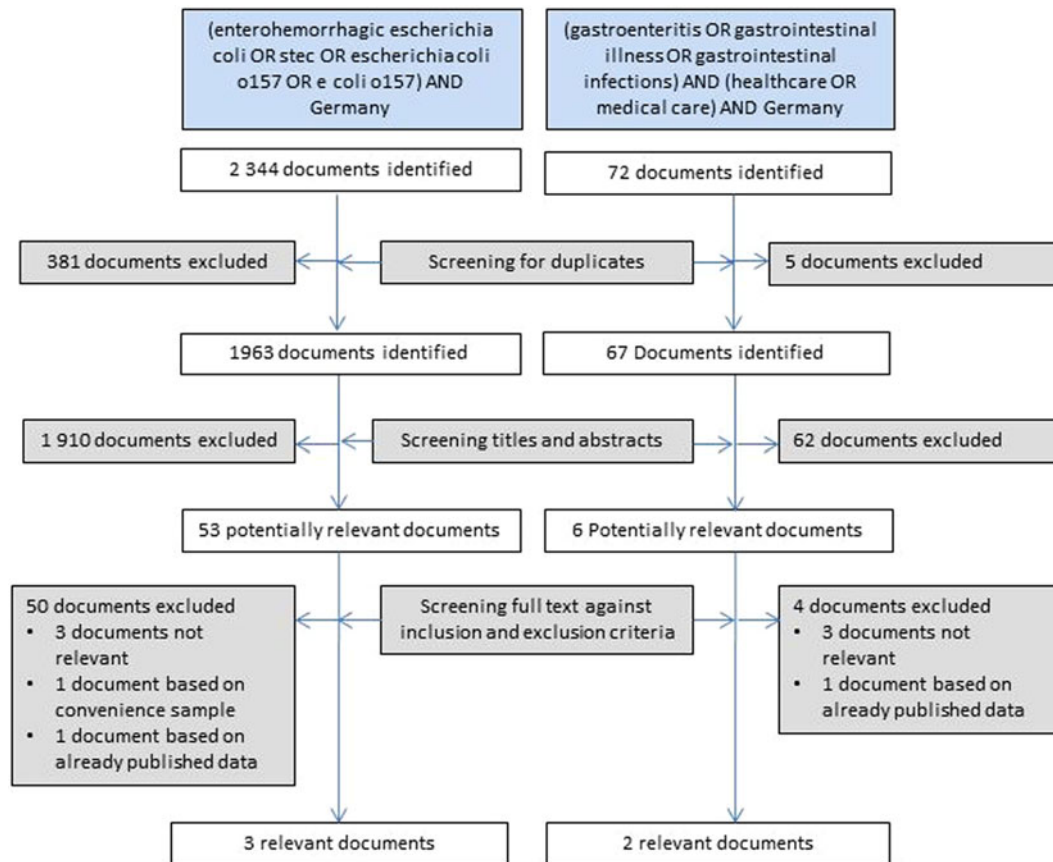 (enterohemorrhagic escherichia
coli OR stec OR escherichia coli
o157 OR e coli o157) AND
Germany
(gastroenteritis OR gastrointestinal
illness OR gastrointestinal
infections) AND (healthcare OR
medical care) AND Germany
2 344 documents identified
72 documents identified
381 documents excluded
Screening for duplicates
5 documents excluded
1963 documents identified
67 Documents identified
1 910 documents excluded
Screening titles and abstracts
62 documents excluded
53 potentially relevant documents
6 Potentially relevant documents
50 documents excluded
• 3 documents not
relevant
• 1 document based on
convenience sample
• 1 document based on
already published data
Screening full text against
inclusion and exclusion criteria
4 documents excluded
• 3 documents not
relevant
• 1 document based on
already published data
3 relevant documents
2 relevant documents